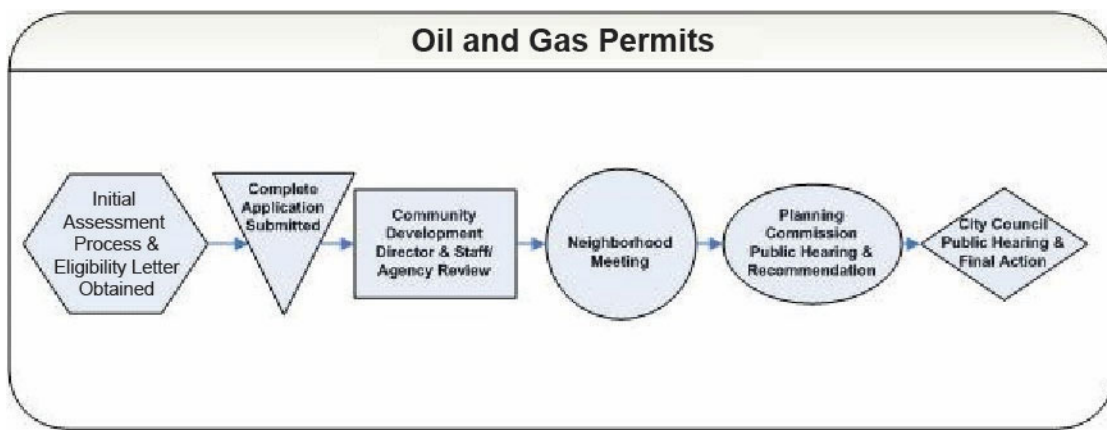 Oil and Gas Permits
Initial
Assessment
Process &
Eligibility Letter
Obtained
Complete
Application
Submitted
Community
Development
Director & Staff/
Agency Review
Neighborhood
Meeting
Planning
Commission
Public Hearing &
Recommendation
City Council
Public Hearing &
Final Action